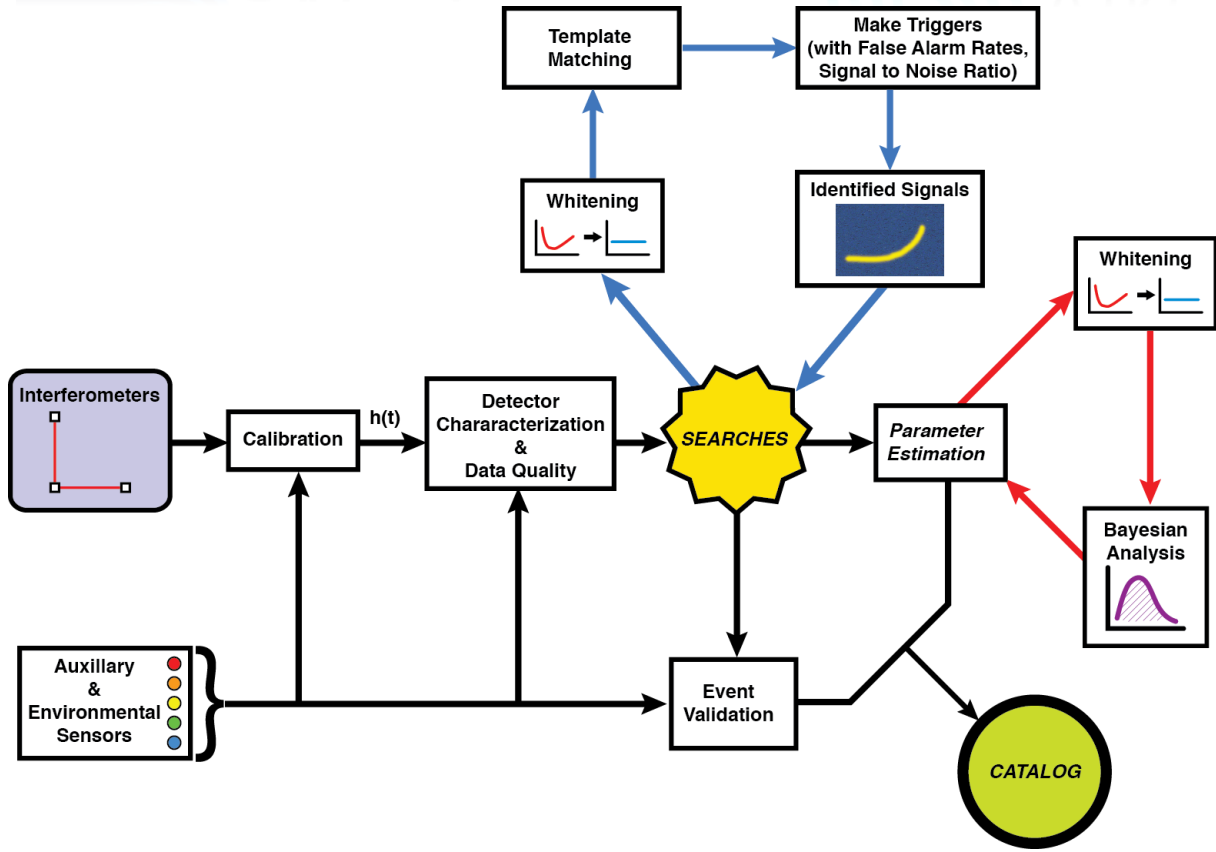 Template
Matching
Make Triggers
(with False Alarm Rates,
Signal to Noise Ratio)
Whitening
Identified Signals
Whitening
Interferometers
Calibration
h(t)
Detector
Chararacterization
&
Data Quality
SEARCHES
Parameter
Estimation
Bayesian
Analysis
Auxillary
&
Environmental
Sensors
Event
Validation
CATALOG